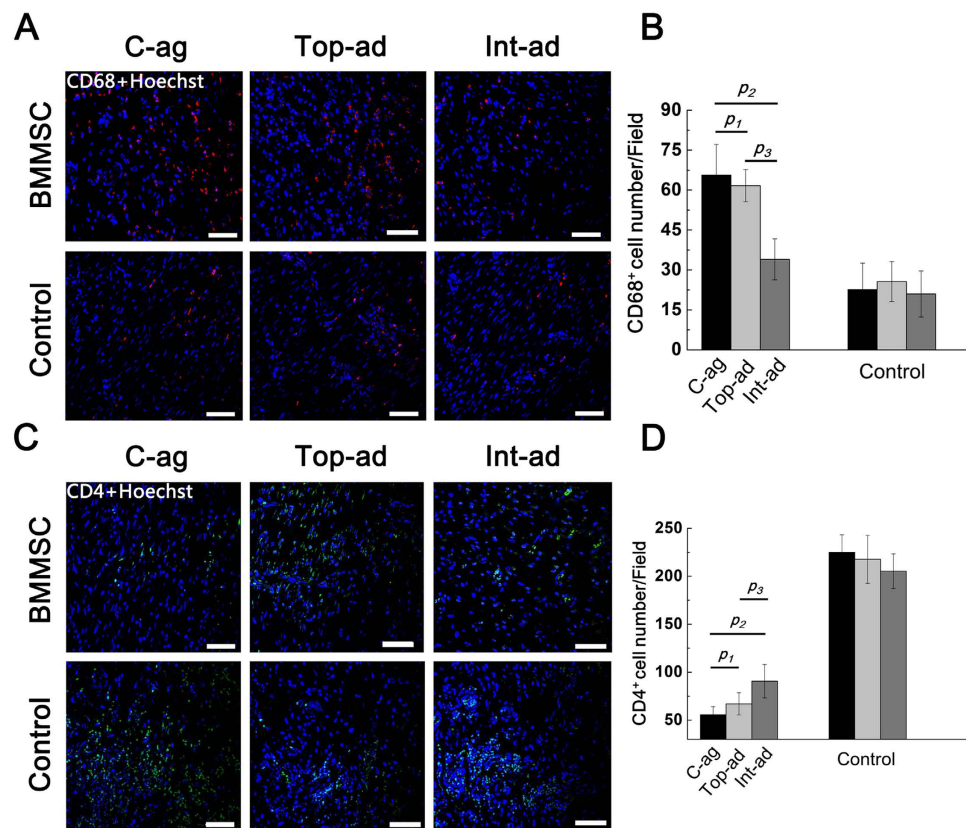 A
C-ag Top-ad Int-ad
BMMSC
CD68+Hoechst
Control
B
CD68⁺ cell number/Field
90
75
60
45
30
15
0
p₂
p₁
p₃
C-ag
Top-ad
Int-ad
Control
C
C-ag Top-ad Int-ad
BMMSC
CD4+Hoechst
Control
D
CD4⁺cell number/Field
250
200
150
100
50
p₃
p₂
p₁
C-ag
Top-ad
Int-ad
Control